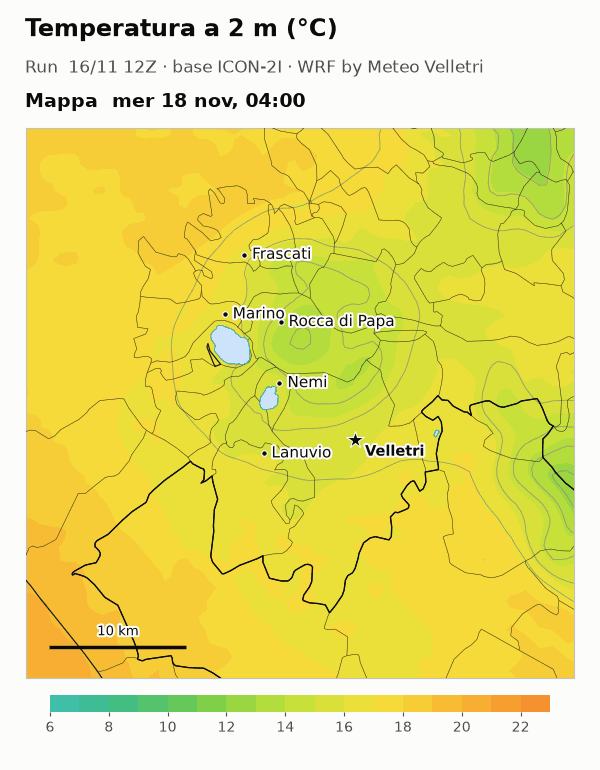 Temperatura a 2 m (°C)
Run  16/11 12Z · base ICON-2I · WRF by Meteo Velletri
Mappa  mer 18 nov, 04:00
Frascati
Marino
Rocca di Papa
Nemi
Velletri
Lanuvio
10 km
6 8 10 12 14 16 18 20 22